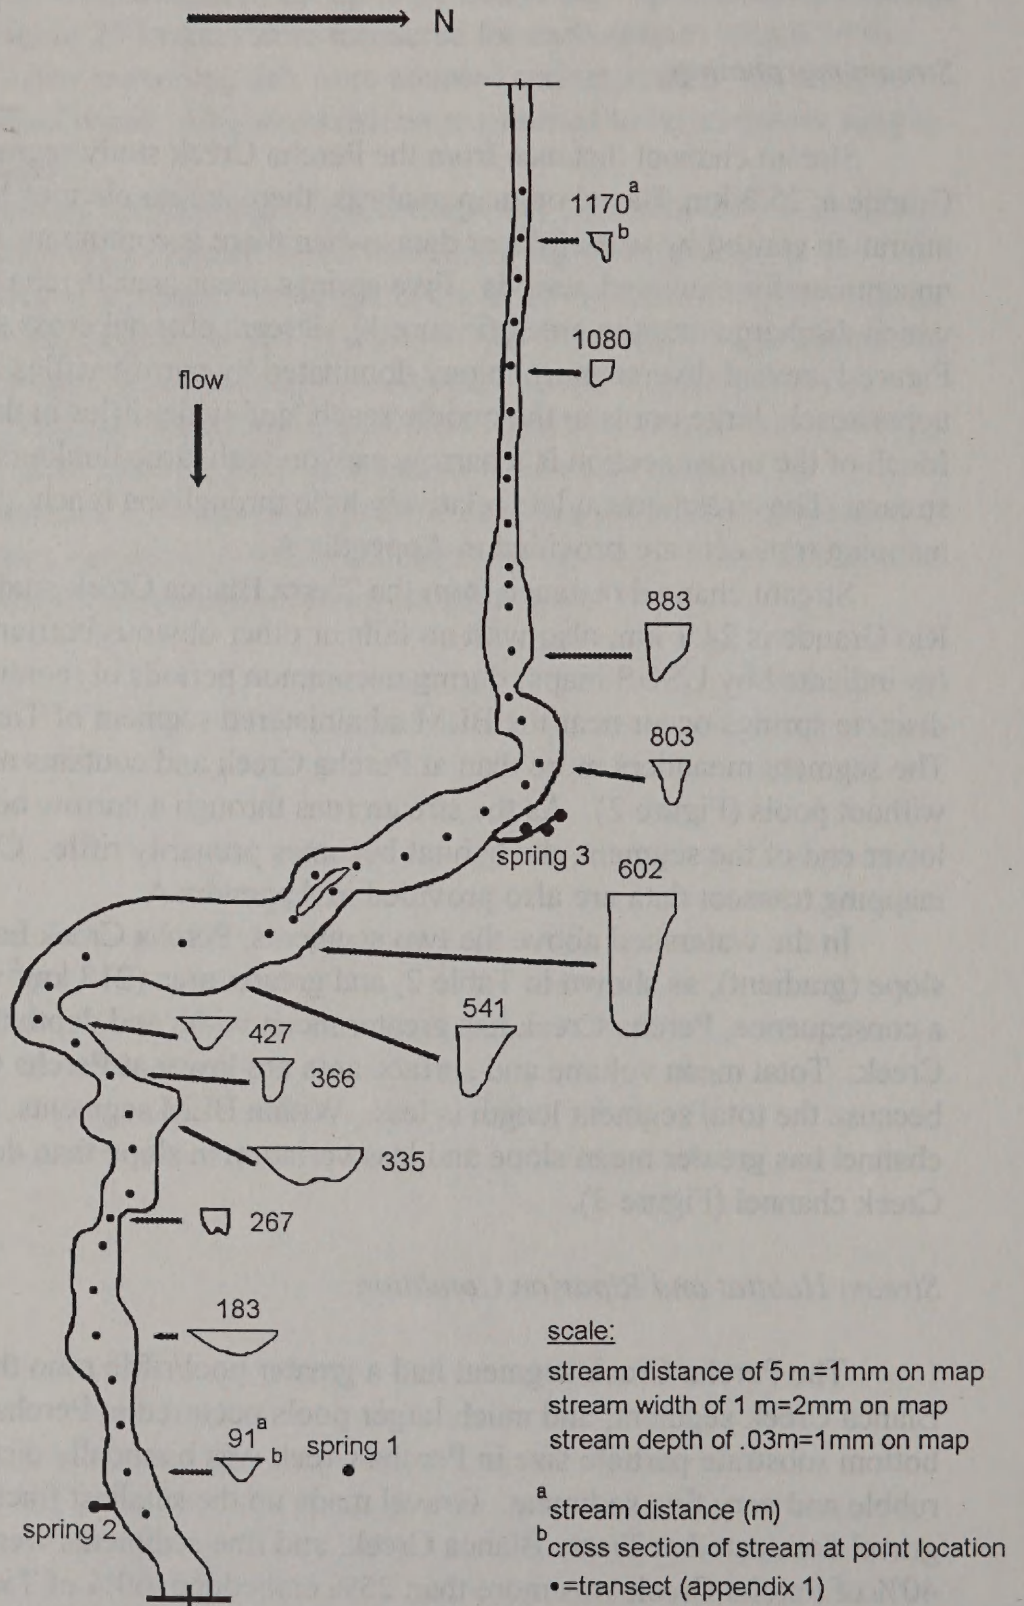 N
1170a
b
1080
flow
883
803
spring 3
602
541
427
366
335
267
183
91a
b
spring 1
spring 2
scale:
stream distance of 5 m=1mm on map
stream width of 1 m=2mm on map
stream depth of .03m=1mm on map
a stream distance (m)
b cross section of stream at point location
•=transect (appendix 1)